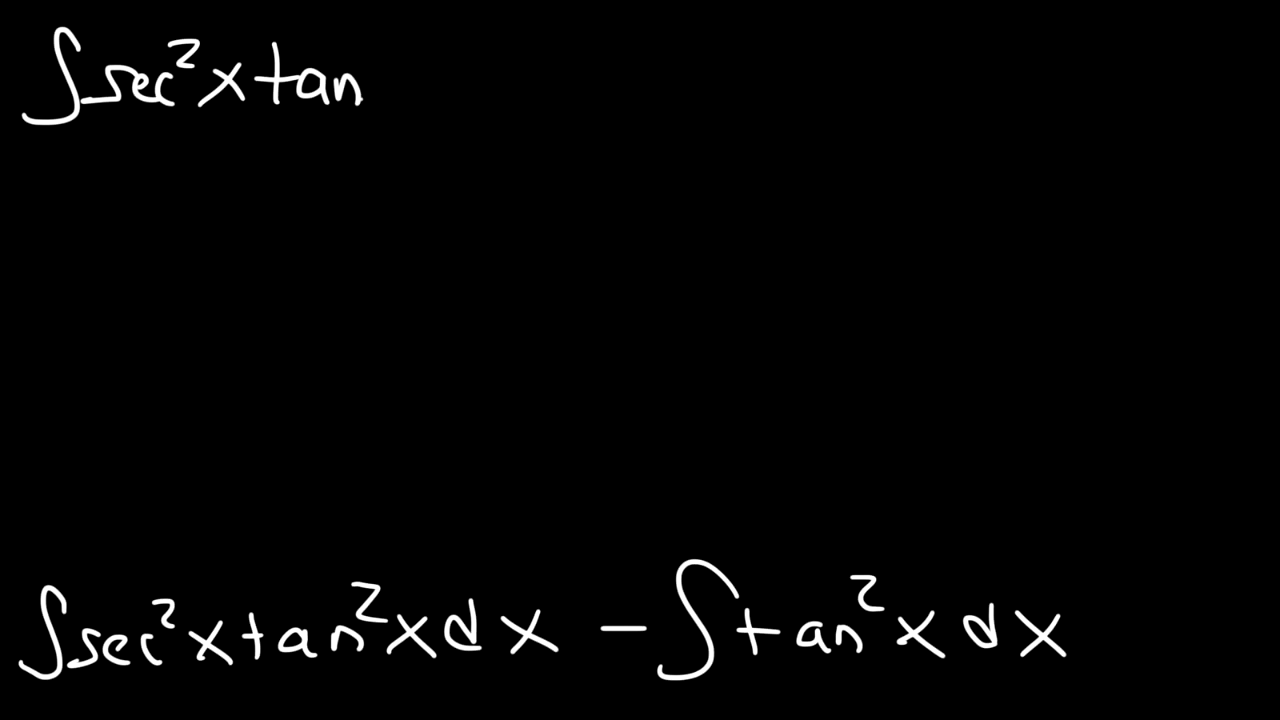 ∫sec²x tan
∫sec²x tan²x dx − ∫tan²x dx